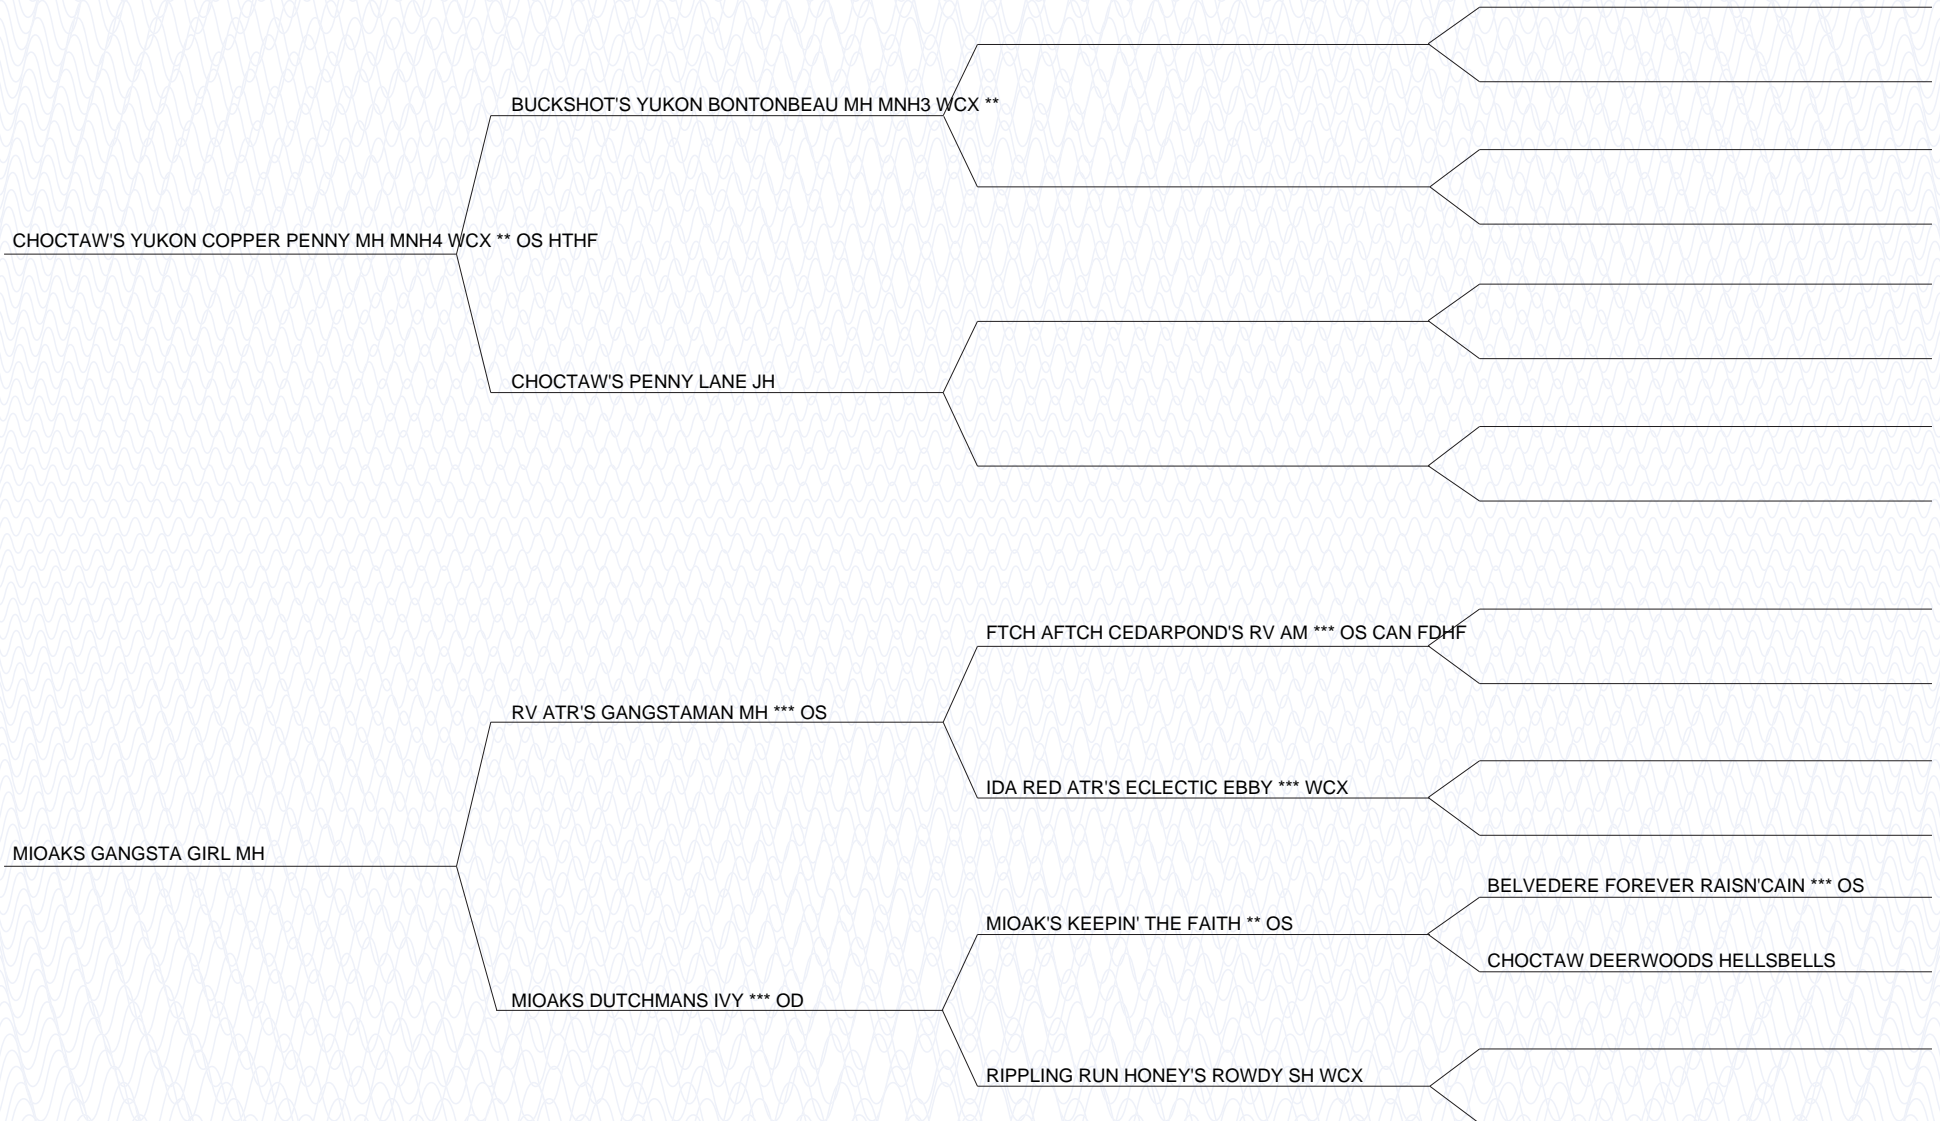 BUCKSHOT'S YUKON BONTONBEAU MH MNH3 WCX **
CHOCTAW'S YUKON COPPER PENNY MH MNH4 WCX ** OS HTHF
CHOCTAW'S PENNY LANE JH
FTCH AFTCH CEDARPOND'S RV AM *** OS CAN FDHF
RV ATR'S GANGSTAMAN MH *** OS
IDA RED ATR'S ECLECTIC EBBY *** WCX
MIOAKS GANGSTA GIRL MH
BELVEDERE FOREVER RAISN'CAIN *** OS
MIOAK'S KEEPIN' THE FAITH ** OS
CHOCTAW DEERWOODS HELLSBELLS
MIOAKS DUTCHMANS IVY *** OD
RIPPLING RUN HONEY'S ROWDY SH WCX